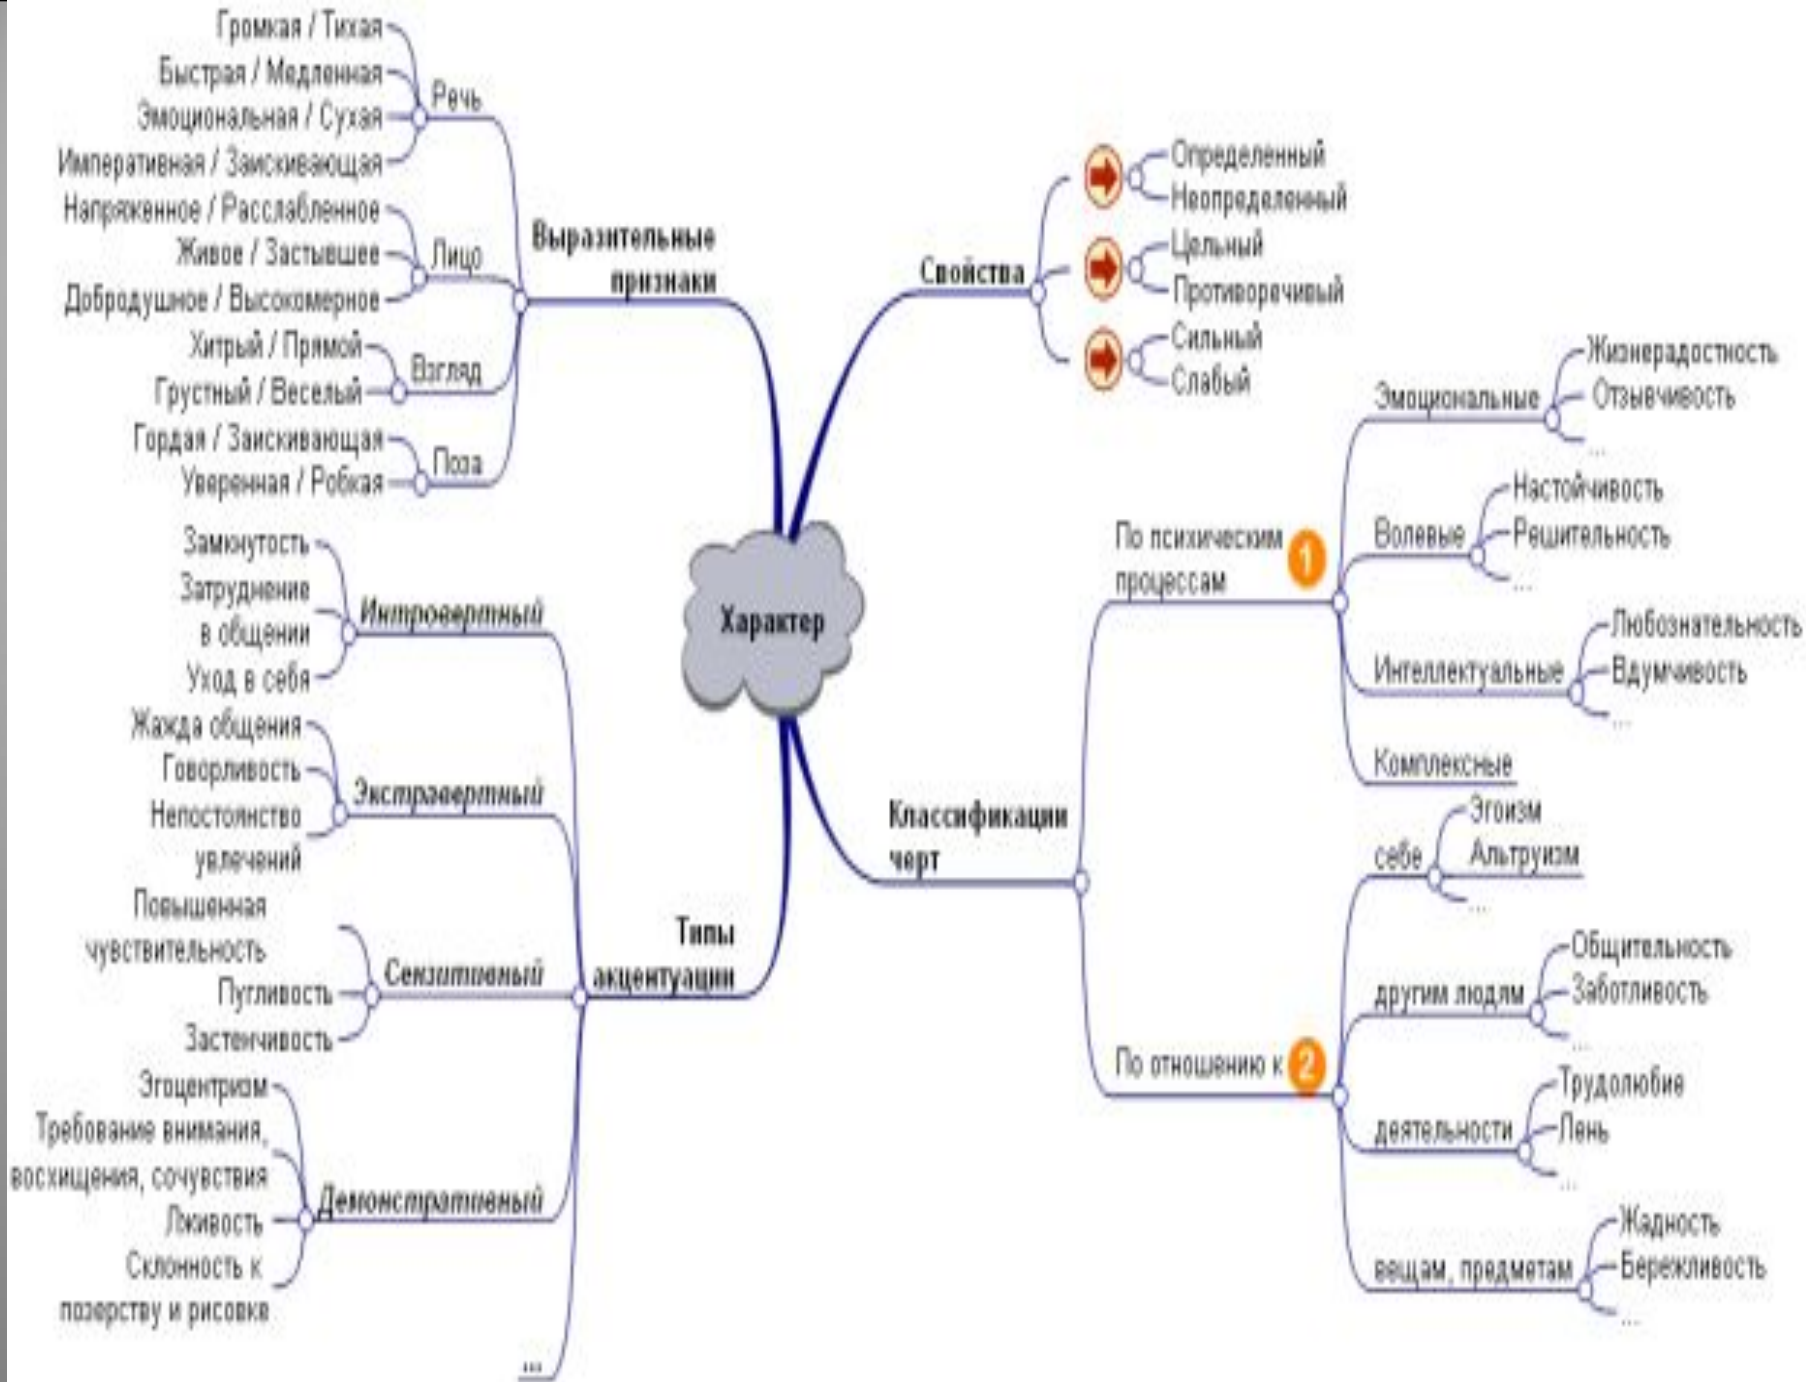 Громкая / Тихая
Быстрая / Медленная
Эмоциональная / Сухая
Императивная / Заискивающая
Речь
Напряженное / Расслабленное
Живое / Застывшее
Добродушное / Высокомерное
Лицо
Хитрый / Прямой
Грустный / Веселый
Взгляд
Гордая / Заискивающая
Уверенная / Робкая
Поза
Выразительные
признаки
Свойства
Определенный
Неопределенный
Цельный
Противоречивый
Сильный
Слабый
Характер
Замкнутость
Затруднение
в общении
Уход в себя
Интровертный
Жажда общения
Говорливость
Непостоянство
увлечений
Экстравертный
Повышенная
чувствительность
Пугливость
Застенчивость
Сензитивный
Эгоцентризм
Требование внимания,
восхищения, сочувствия
Лживость
Склонность к
позерству и рисовке
Демонстративный
...
Типы
акцентуации
Классификации
черт
По психическим
процессам
1
Эмоциональные
Жизнерадостность
Отзывчивость
...
Волевые
Настойчивость
Решительность
...
Интеллектуальные
Любознательность
Вдумчивость
...
Комплексные
По отношению к
2
себе
Эгоизм
Альтруизм
...
другим людям
Общительность
Заботливость
...
деятельности
Трудолюбие
Лень
...
вещам, предметам
Жадность
Бережливость
...